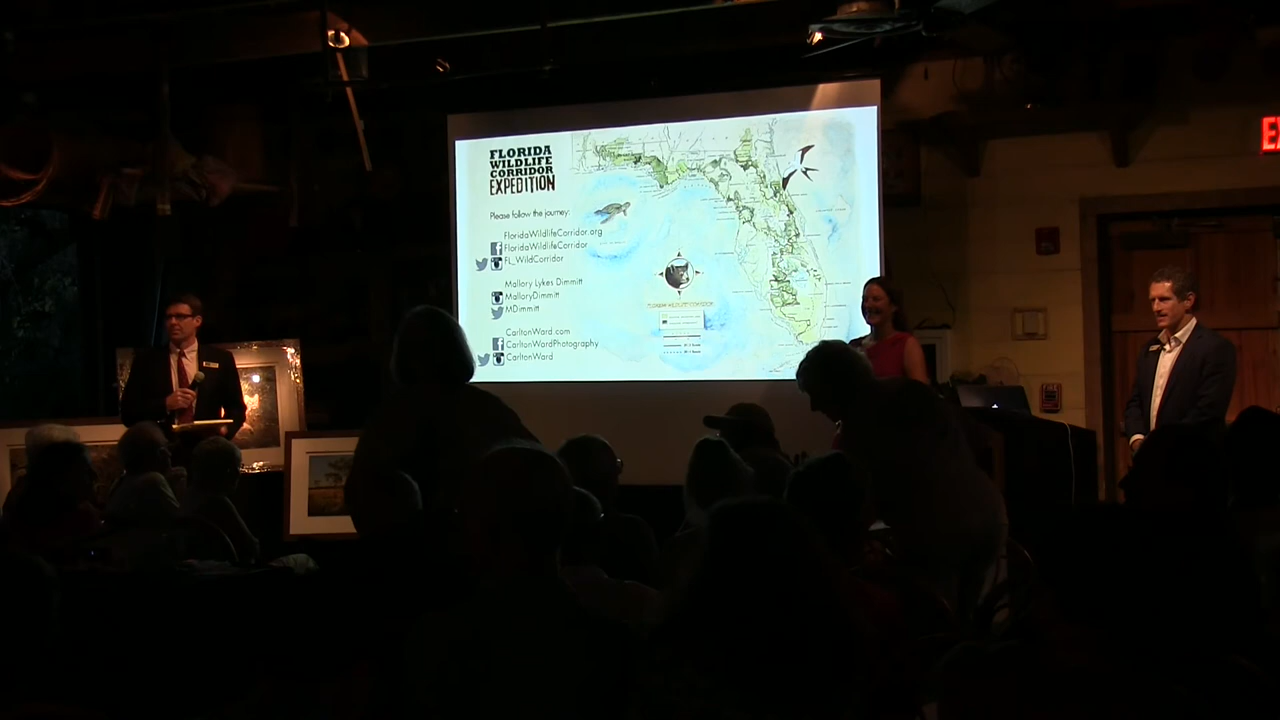 FLORIDA
WILDLIFE
CORRIDOR
EXPEDITION
Please follow the journey:
FloridaWildlifeCorridor.org
FloridaWildlifeCorridor
FL_WildCorridor
Mallory Lykes Dimmitt
MalloryDimmitt
MDimmitt
CarltonWard.com
CarltonWardPhotography
CarltonWard